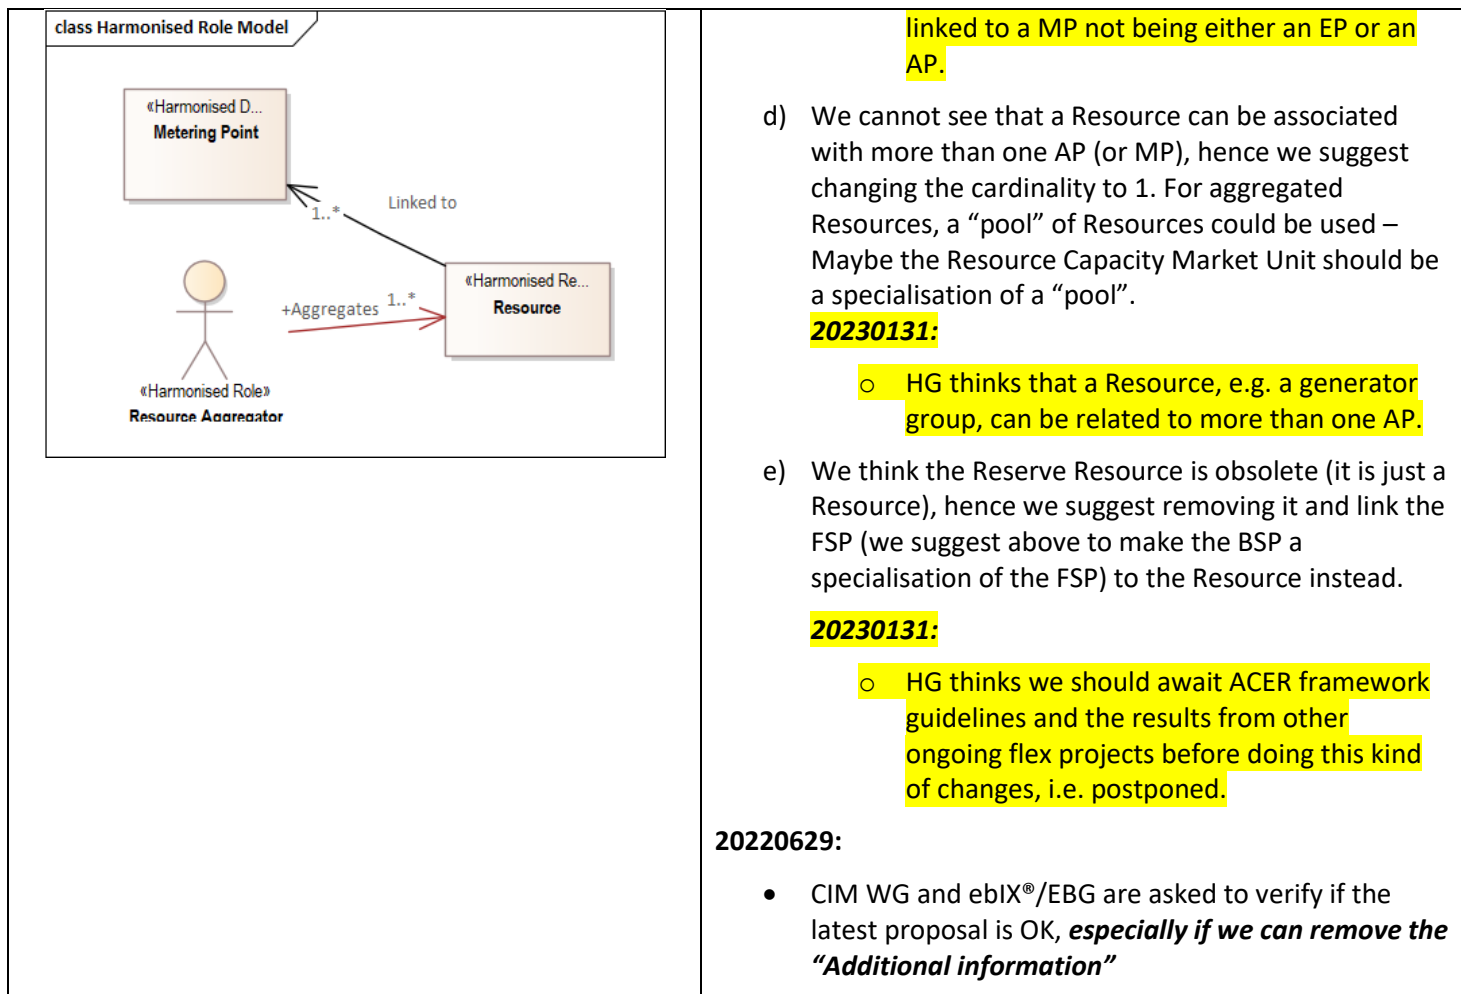 class Harmonised Role Model
«Harmonised D...
Metering Point
1..*
Linked to
«Harmonised Re...
Resource
+Aggregates
1..*
«Harmonised Role»
Resource Aggregator
linked to a MP not being either an EP or an
AP.
d) We cannot see that a Resource can be associated
with more than one AP (or MP), hence we suggest
changing the cardinality to 1. For aggregated
Resources, a “pool” of Resources could be used –
Maybe the Resource Capacity Market Unit should be
a specialisation of a “pool”.
20230131:
o HG thinks that a Resource, e.g. a generator
group, can be related to more than one AP.
e) We think the Reserve Resource is obsolete (it is just a
Resource), hence we suggest removing it and link the
FSP (we suggest above to make the BSP a
specialisation of the FSP) to the Resource instead.
20230131:
o HG thinks we should await ACER framework
guidelines and the results from other
ongoing flex projects before doing this kind
of changes, i.e. postponed.
20220629:
• CIM WG and ebIX®/EBG are asked to verify if the
latest proposal is OK, especially if we can remove the
“Additional information”